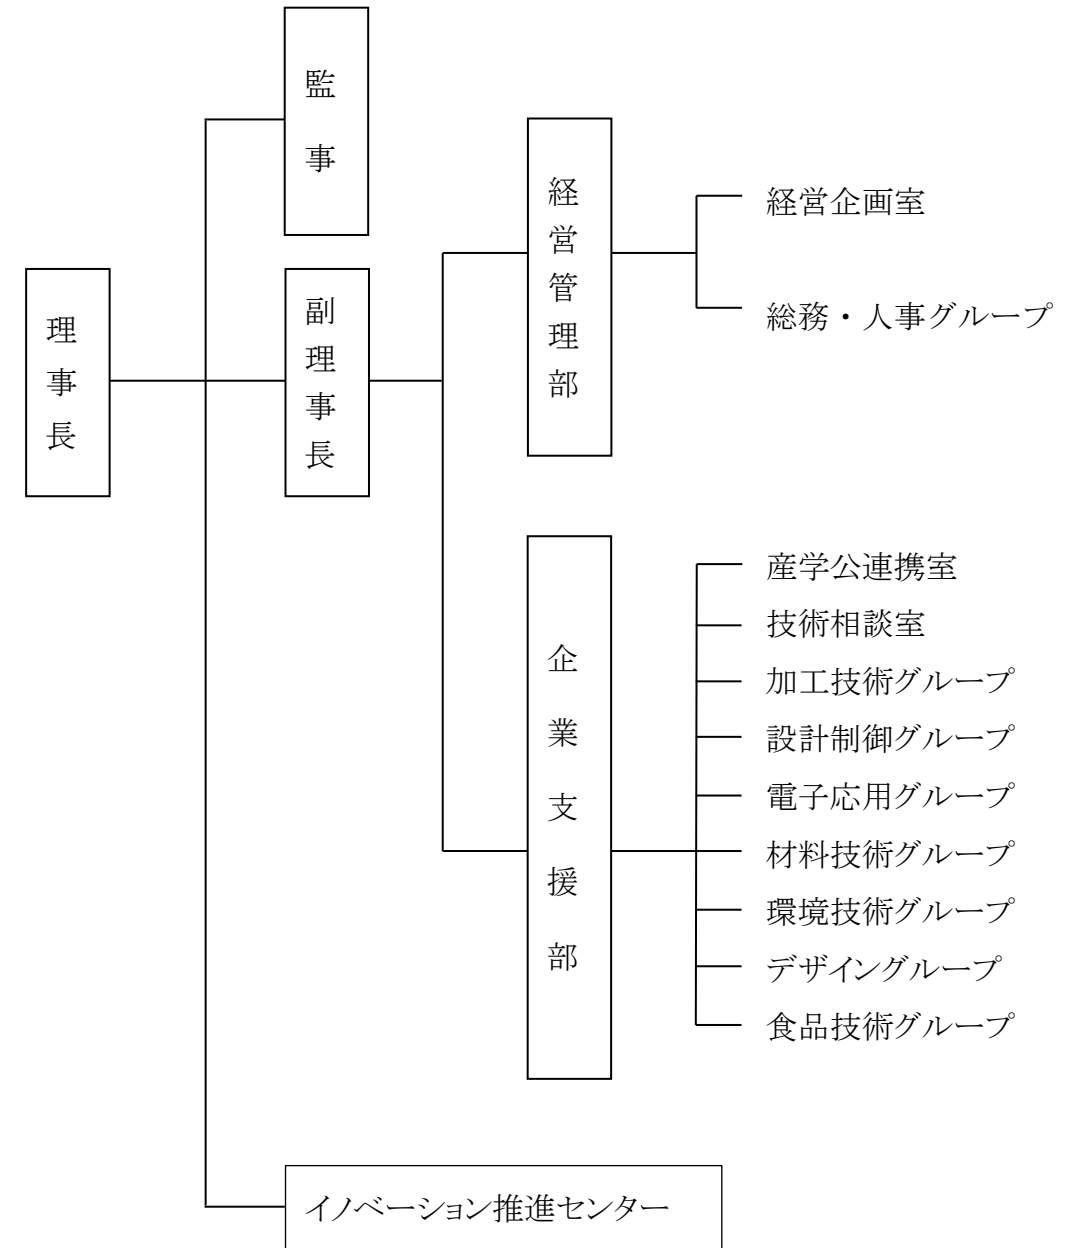 監事
経営管理部
経営企画室
総務・人事グループ
理事長
副理事長
企業支援部
産学公連携室
技術相談室
加工技術グループ
設計制御グループ
電子応用グループ
材料技術グループ
環境技術グループ
デザイングループ
食品技術グループ
イノベーション推進センター